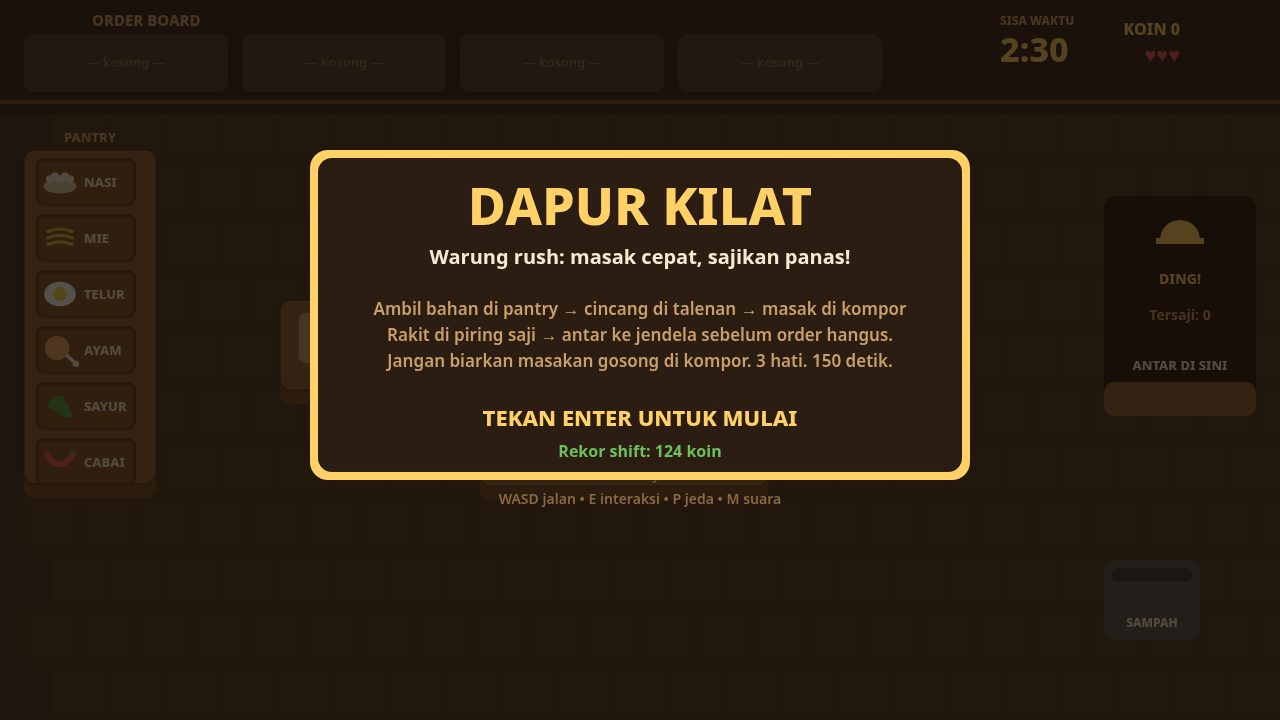 ORDER BOARD
SISA WAKTU
KOIN 0
— kosong —
— kosong —
— kosong —
— kosong —
2:30
PANTRY
NASI
MIE
TELUR
AYAM
SAYUR
CABAI
DAPUR KILAT
Warung rush: masak cepat, sajikan panas!
Ambil bahan di pantry → cincang di talenan → masak di kompor
Rakit di piring saji → antar ke jendela sebelum order hangus.
Jangan biarkan masakan gosong di kompor. 3 hati. 150 detik.
TEKAN ENTER UNTUK MULAI
Rekor shift: 124 koin
WASD jalan • E interaksi • P jeda • M suara
DING!
Tersaji: 0
ANTAR DI SINI
SAMPAH